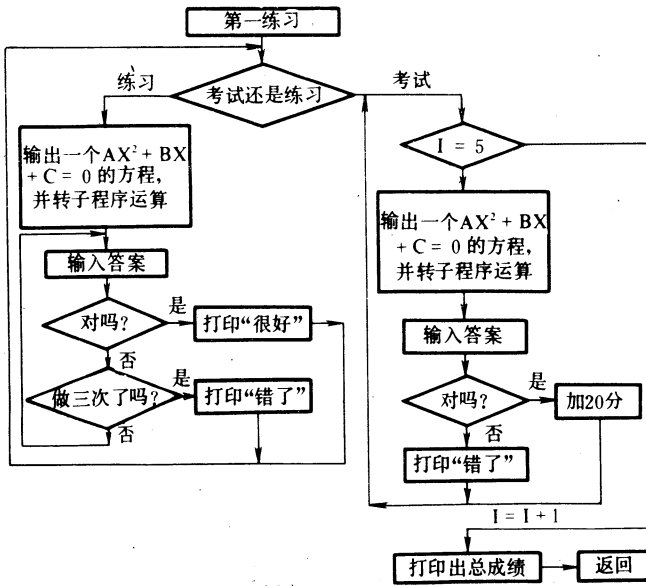 第一练习
考试还是练习
练习
考试
输出一个AX² + BX
+ C = 0 的方程，
并转子程序运算
输入答案
对吗？
是
打印“很好”
否
做三次了吗？
是
打印“错了”
否
I = 5
输出一个AX² + BX
+ C = 0 的方程，
并转子程序运算
输入答案
对吗？
是
加20分
否
打印“错了”
I = I + 1
打印出总成绩
返回